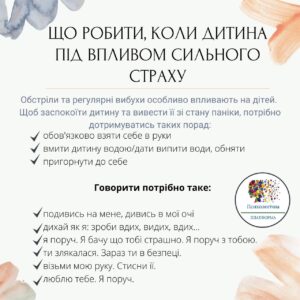 ЩО РОБИТИ, КОЛИ ДИТИНА
ПІД ВПЛИВОМ СИЛЬНОГО
СТРАХУ
Обстріли та регулярні вибухи особливо впливають на дітей.
Щоб заспокоїти дитину та вивести її зі стану паніки, потрібно
дотримуватись таких порад:
обов'язково взяти себе в руки
вмити дитину водою/дати випити води, обняти
пригорнути до себе
Говорити потрібно таке:
подивись на мене, дивись в мої очі
дихай як я: зроби вдих, видих, вдих...
я поруч. Я бачу що тобі страшно. Я поруч з тобою.
ти злякалася. Зараз ти в безпеці.
візьми мою руку. Стисни її.
люблю тебе. Я поруч.
Психологічна